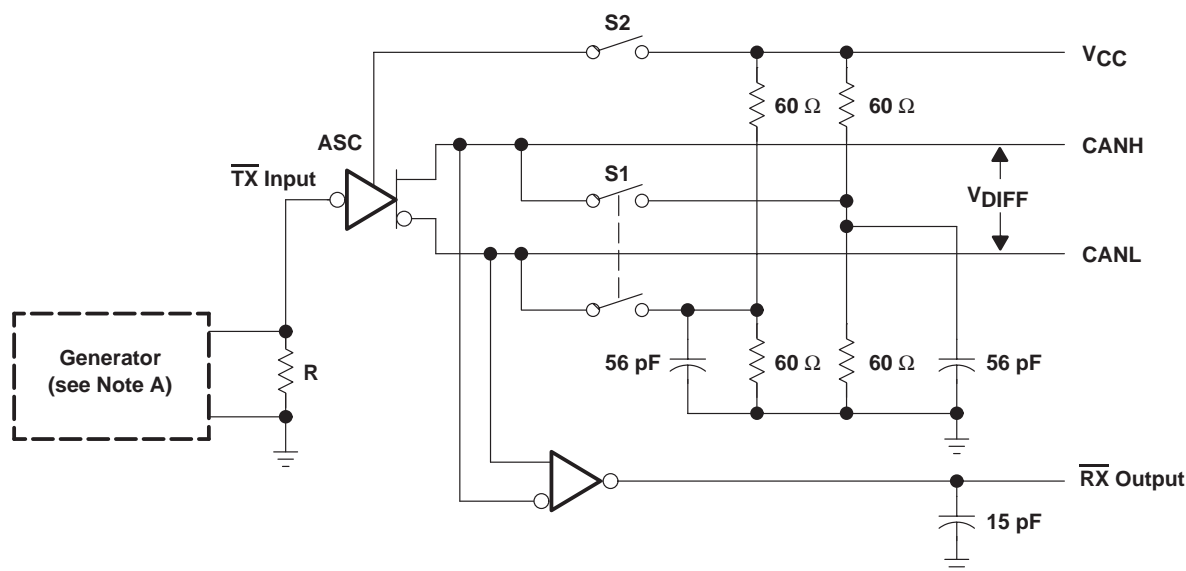 S2
VCC
60 Ω
60 Ω
ASC
CANH
TX Input
S1
VDIFF
CANL
Generator
(see Note A)
R
56 pF
60 Ω
60 Ω
56 pF
RX Output
15 pF